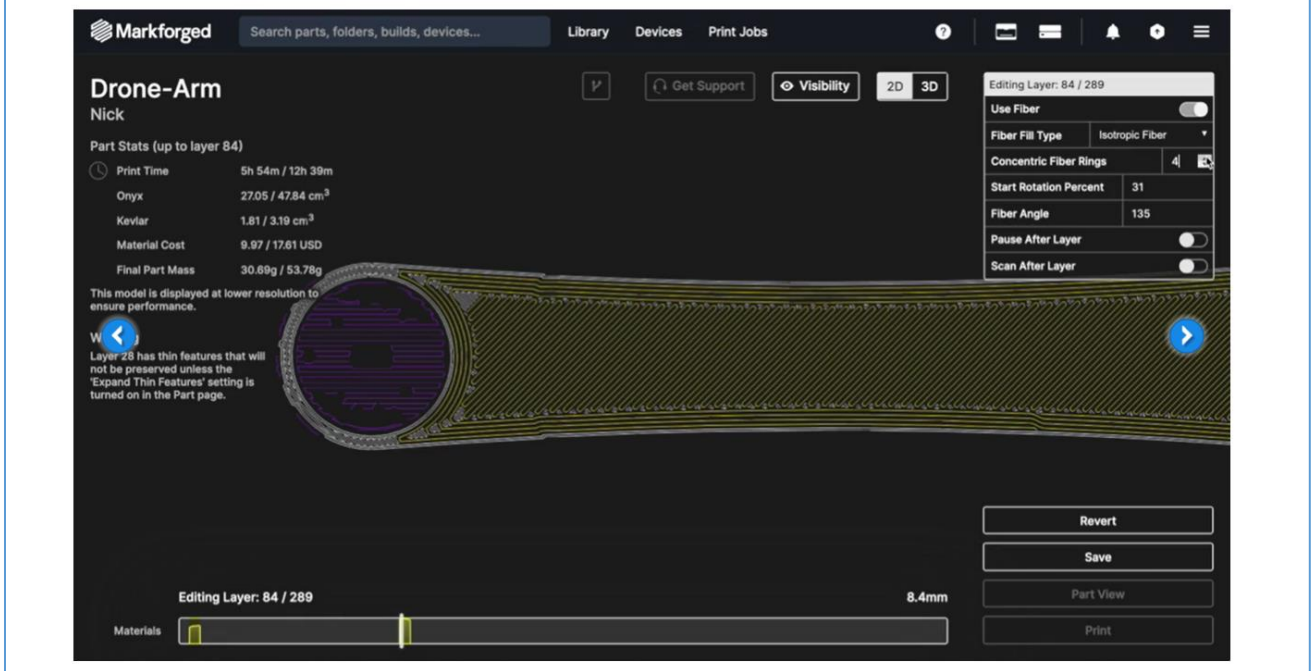 Markforged
Search parts, folders, builds, devices...
Library Devices Print Jobs
?
Drone-Arm
Nick
Get Support
Visibility
2D 3D
Part Stats (up to layer 84)
Print Time 5h 54m / 12h 39m
Onyx 27.05 / 47.84 cm³
Kevlar 1.81 / 3.19 cm³
Material Cost 9.97 / 17.61 USD
Final Part Mass 30.69g / 53.78g
This model is displayed at lower resolution to
ensure performance.
Layer 28 has thin features that will
not be preserved unless the
'Expand Thin Features' setting is
turned on in the Part page.
Editing Layer: 84 / 289
Use Fiber
Fiber Fill Type Isotropic Fiber
Concentric Fiber Rings 4
Start Rotation Percent 31
Fiber Angle 135
Pause After Layer
Scan After Layer
Revert
Save
Part View
Print
Editing Layer: 84 / 289 8.4mm
Materials